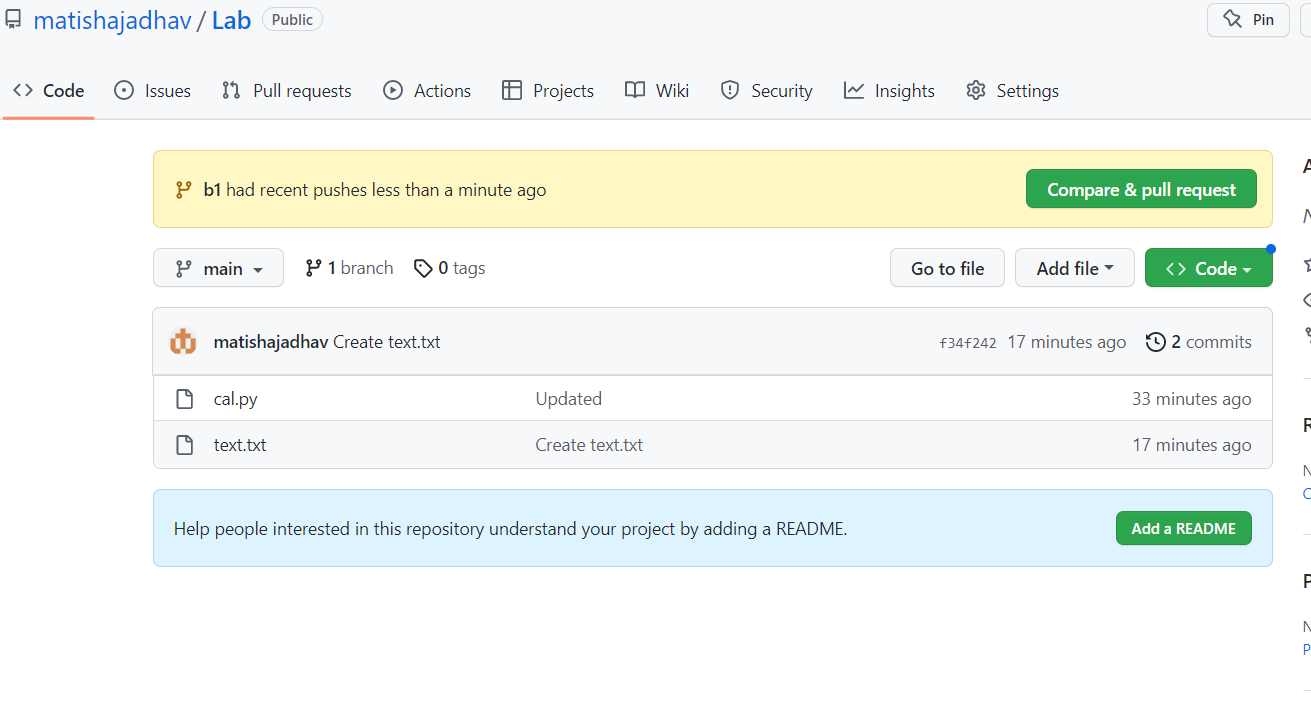 matishajadhav / Lab Public Pin
Code Issues Pull requests Actions Projects Wiki Security Insights Settings
b1 had recent pushes less than a minute ago Compare & pull request
main 1 branch 0 tags Go to file Add file Code
matishajadhav Create text.txt f34f242 17 minutes ago 2 commits
cal.py Updated 33 minutes ago
text.txt Create text.txt 17 minutes ago
Help people interested in this repository understand your project by adding a README. Add a README